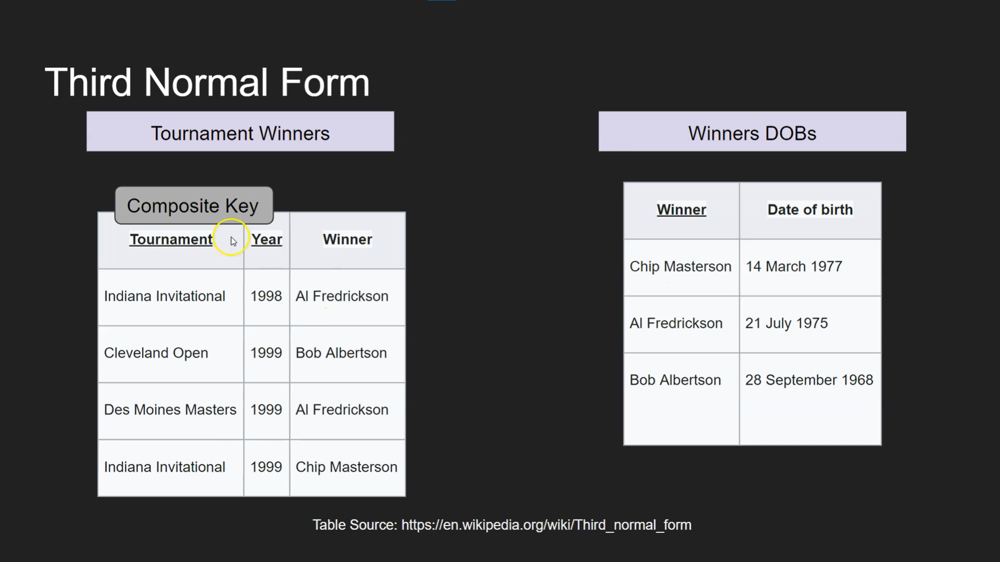 Third Normal Form
Tournament Winners
Winners DOBs
Composite Key
Tournament Year Winner
Indiana Invitational 1998 Al Fredrickson
Cleveland Open 1999 Bob Albertson
Des Moines Masters 1999 Al Fredrickson
Indiana Invitational 1999 Chip Masterson
Winner Date of birth
Chip Masterson 14 March 1977
Al Fredrickson 21 July 1975
Bob Albertson 28 September 1968
Table Source: https://en.wikipedia.org/wiki/Third_normal_form